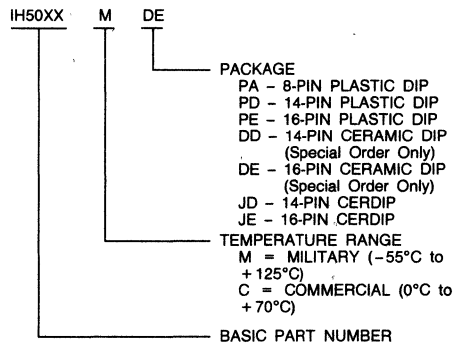 IH50XX M DE
PACKAGE
PA – 8-PIN PLASTIC DIP
PD – 14-PIN PLASTIC DIP
PE – 16-PIN PLASTIC DIP
DD – 14-PIN CERAMIC DIP
(Special Order Only)
DE – 16-PIN CERAMIC DIP
(Special Order Only)
JD – 14-PIN CERDIP
JE – 16-PIN CERDIP
TEMPERATURE RANGE
M = MILITARY (−55°C to
+125°C)
C = COMMERCIAL (0°C to
+70°C)
BASIC PART NUMBER